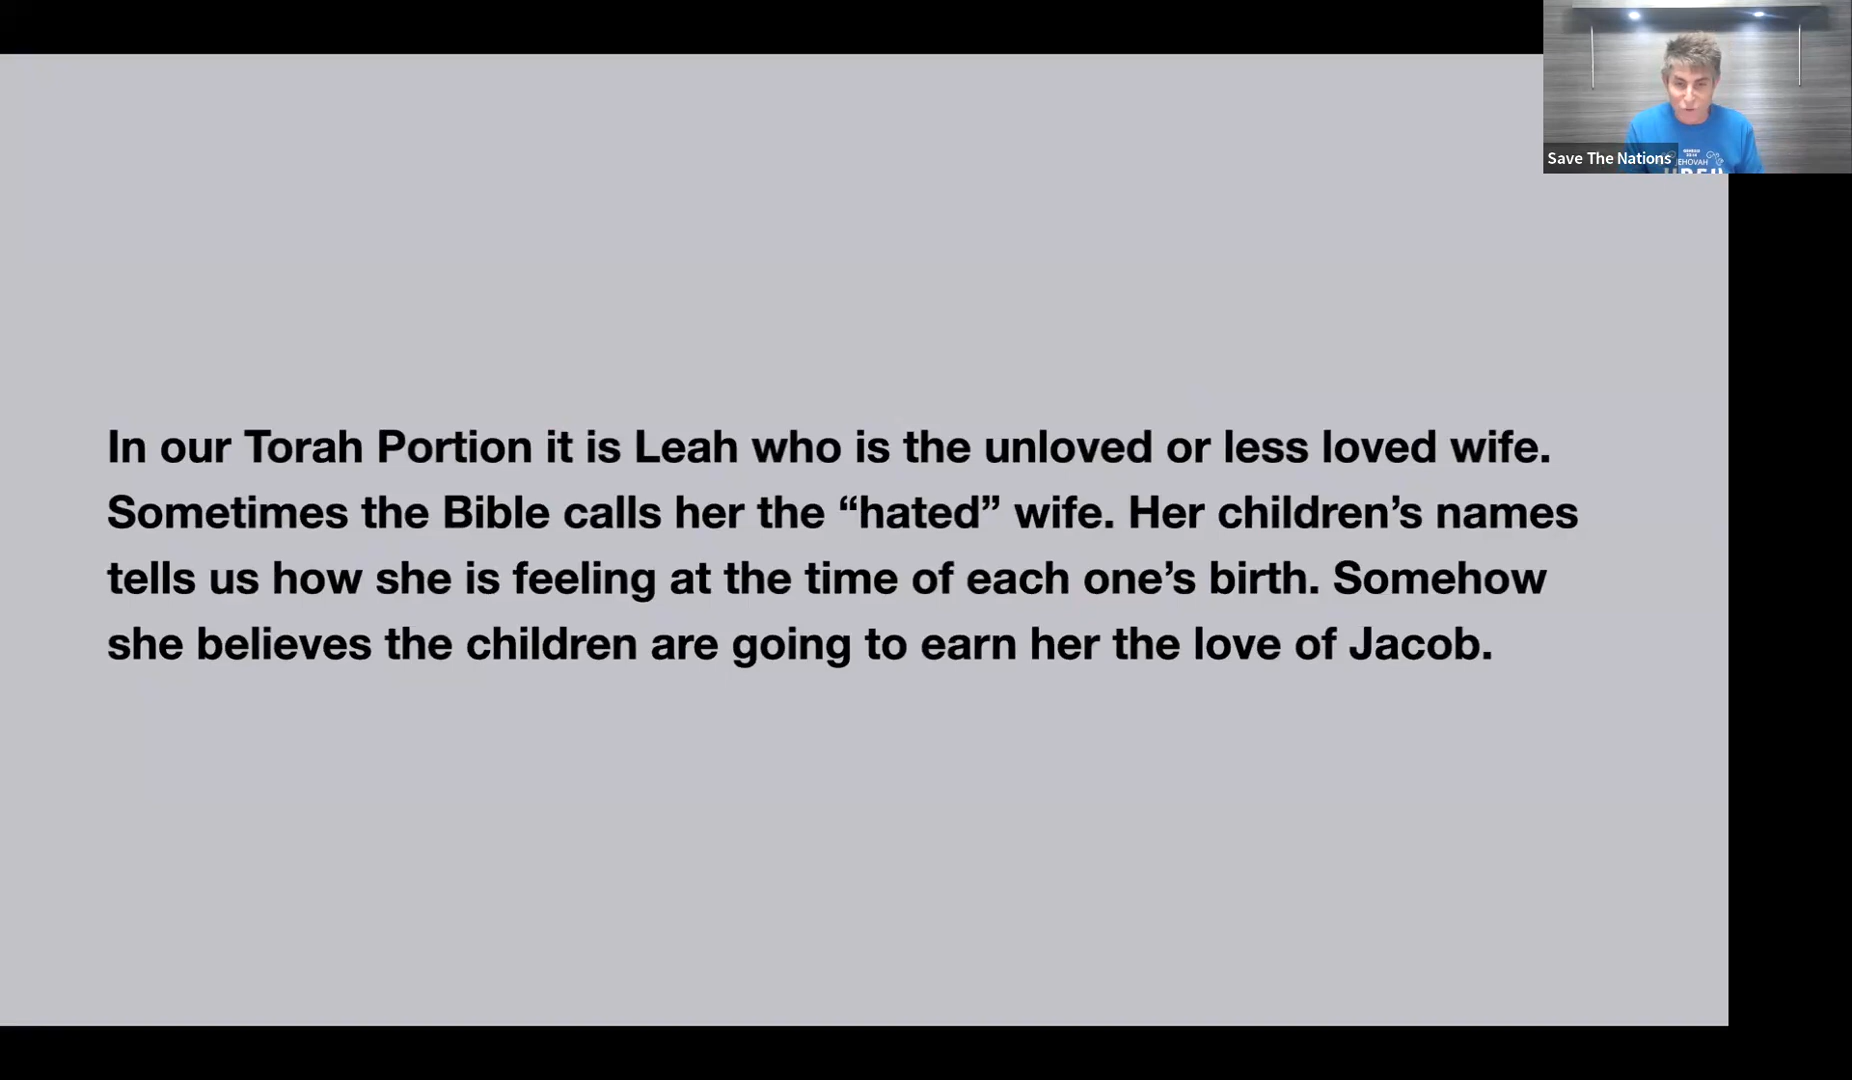 Save The Nations
JEHOVAH
In our Torah Portion it is Leah who is the unloved or less loved wife.
Sometimes the Bible calls her the “hated” wife. Her children’s names
tells us how she is feeling at the time of each one’s birth. Somehow
she believes the children are going to earn her the love of Jacob.